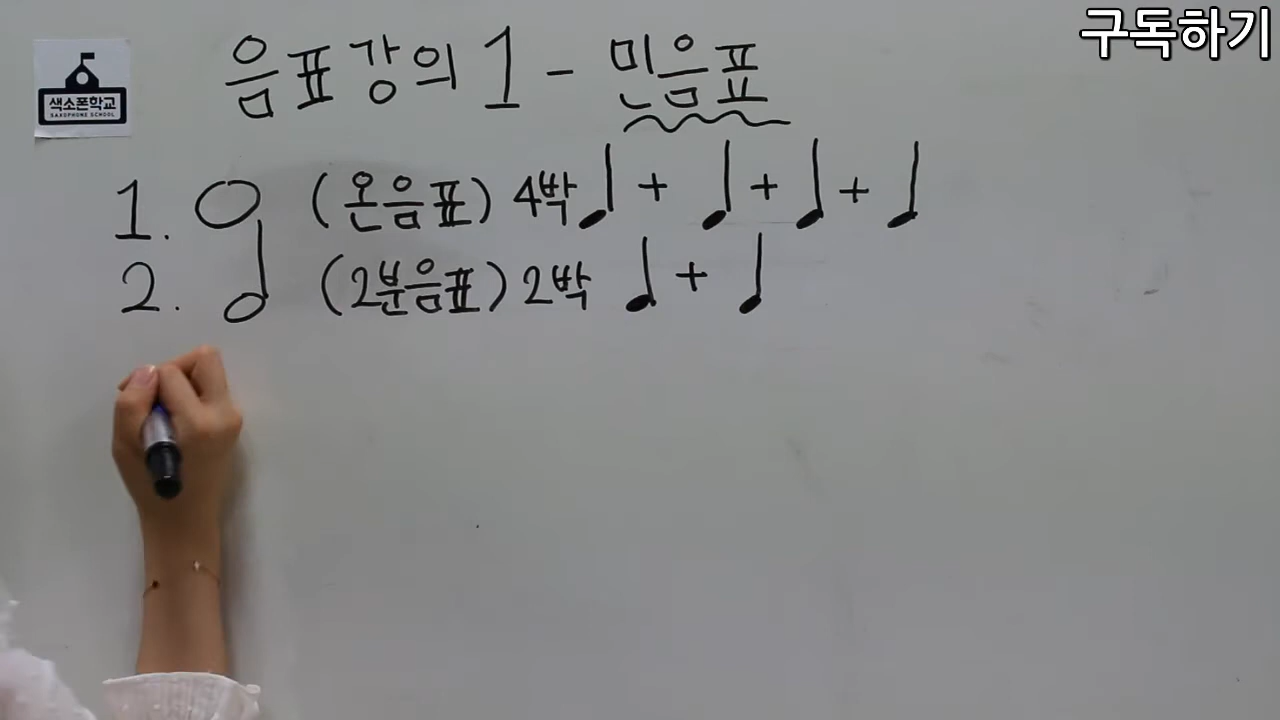 구독하기
색소폰학교
SAXOPHONE SCHOOL
음표강의 1 - 민음표
1. (온음표) 4박 ♩ + ♩ + ♩ + ♩
2. (2분음표) 2박 ♩ + ♩